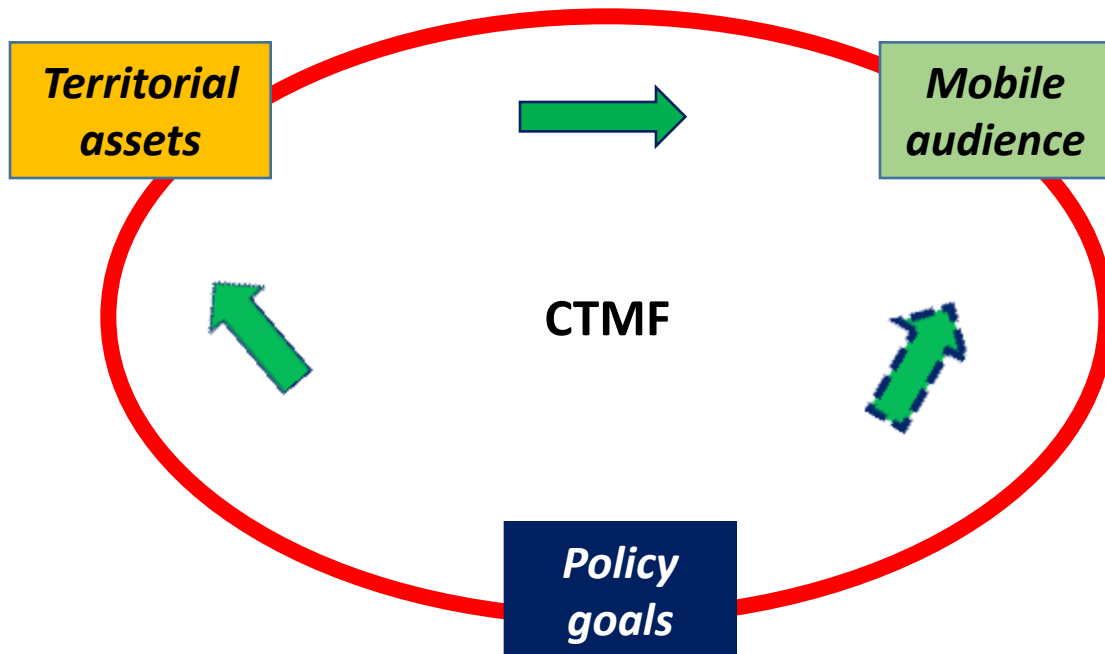 Territorial
assets
Mobile
audience
CTMF
Policy
goals